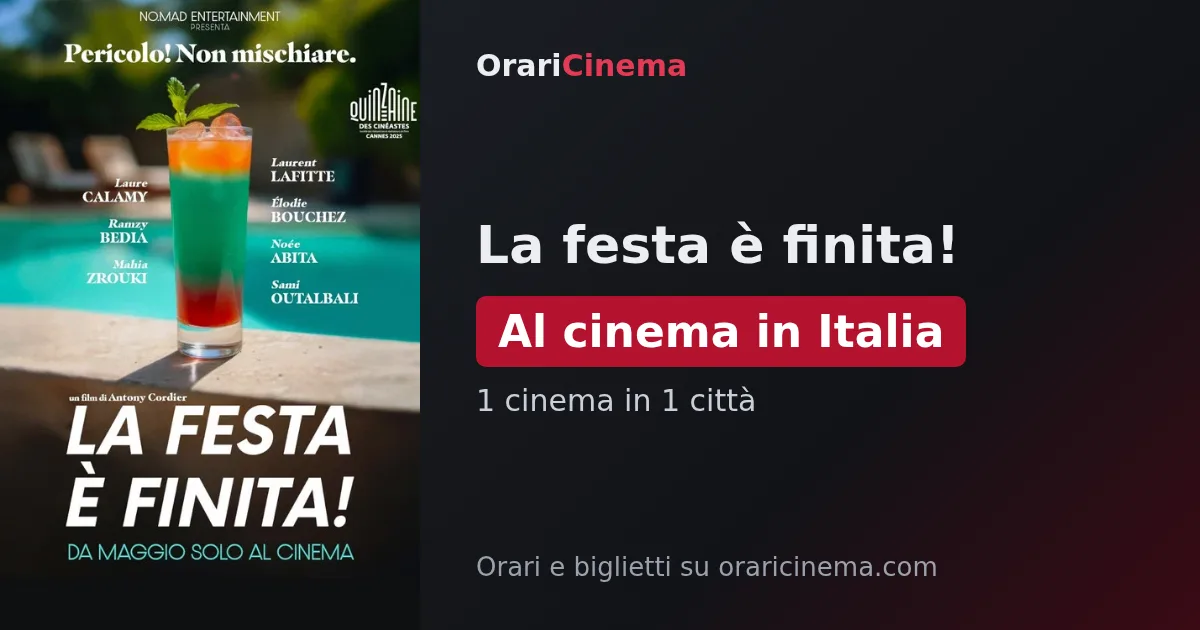 NO.MAD ENTERTAINMENT
PRESENTA
Pericolo! Non mischiare.
QUINZAINE
DES CINÉASTES
CANNES 2025
Laure
CALAMY
Ramzy
BEDIA
Mahia
ZROUKI
Laurent
LAFITTE
Élodie
BOUCHEZ
Noée
ABITA
Sami
OUTALBALI
un film di Antony Cordier
LA FESTA
È FINITA!
DA MAGGIO SOLO AL CINEMA
OrariCinema
La festa è finita!
Al cinema in Italia
1 cinema in 1 città
Orari e biglietti su oraricinema.com